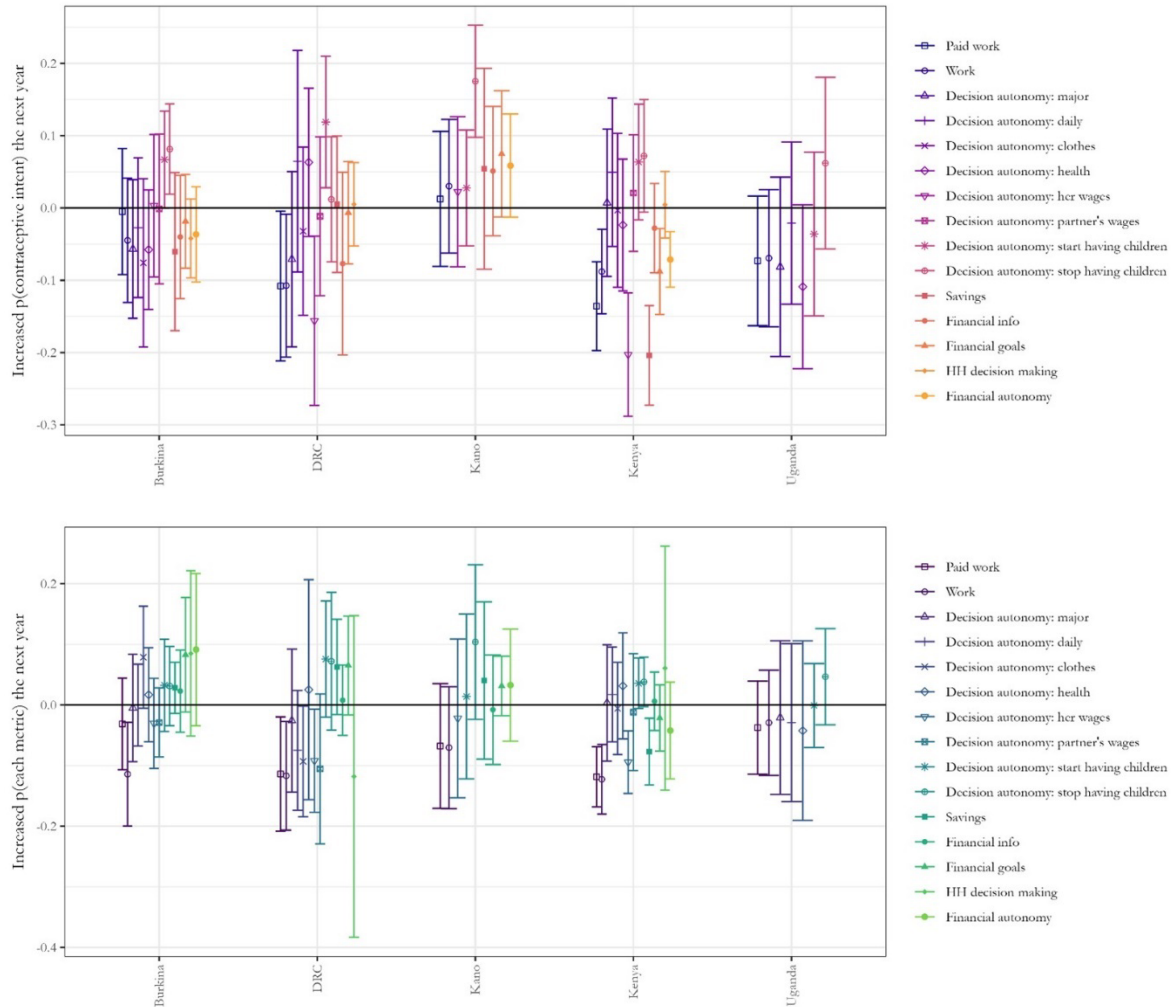 Increased p(contraceptive intent) the next year
0.2
0.1
0.0
-0.1
-0.2
-0.3
Burkina
DRC
Kano
Kenya
Uganda
Paid work
Work
Decision autonomy: major
Decision autonomy: daily
Decision autonomy: clothes
Decision autonomy: health
Decision autonomy: her wages
Decision autonomy: partner's wages
Decision autonomy: start having children
Decision autonomy: stop having children
Savings
Financial info
Financial goals
HH decision making
Financial autonomy
Increased p(each metric) the next year
0.2
0.0
-0.2
-0.4
Burkina
DRC
Kano
Kenya
Uganda
Paid work
Work
Decision autonomy: major
Decision autonomy: daily
Decision autonomy: clothes
Decision autonomy: health
Decision autonomy: her wages
Decision autonomy: partner's wages
Decision autonomy: start having children
Decision autonomy: stop having children
Savings
Financial info
Financial goals
HH decision making
Financial autonomy